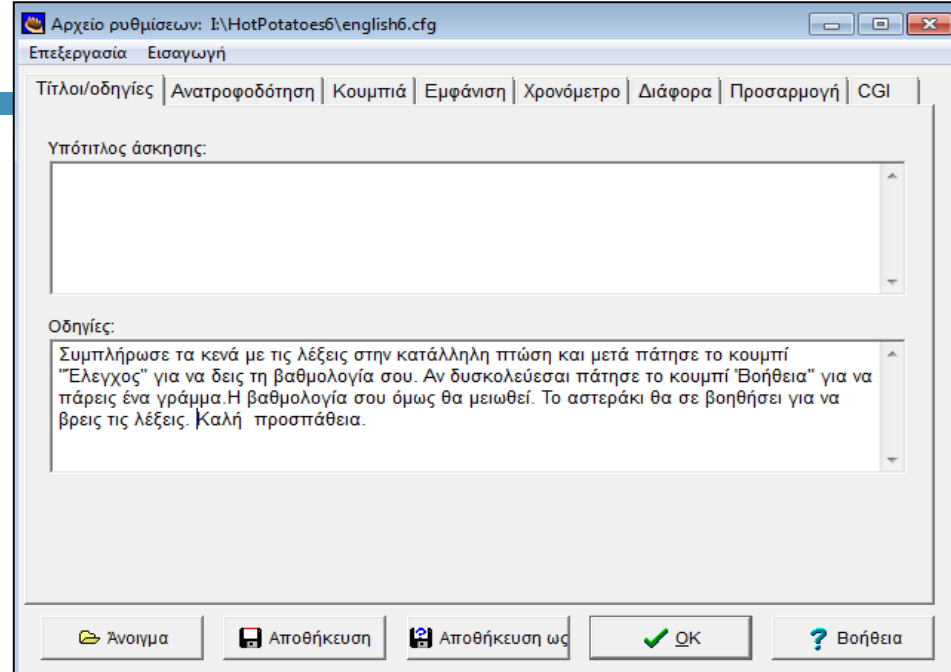 Αρχείο ρυθμίσεων: I:\HotPotatoes6\english6.cfg
Επεξεργασία Εισαγωγή
Τίτλοι/οδηγίες Ανατροφοδότηση Κουμπιά Εμφάνιση Χρονόμετρο Διάφορα Προσαρμογή CGI
Υπότιτλος άσκησης:
Οδηγίες:
Συμπλήρωσε τα κενά με τις λέξεις στην κατάλληλη πτώση και μετά πάτησε το κουμπί
"Έλεγχος" για να δεις τη βαθμολογία σου. Αν δυσκολεύεσαι πάτησε το κουμπί 'Βοήθεια" για να
πάρεις ένα γράμμα.Η βαθμολογία σου όμως θα μειωθεί. Το αστεράκι θα σε βοηθήσει για να
βρεις τις λέξεις. Καλή προσπάθεια.
Άνοιγμα Αποθήκευση Αποθήκευση ως OK Βοήθεια